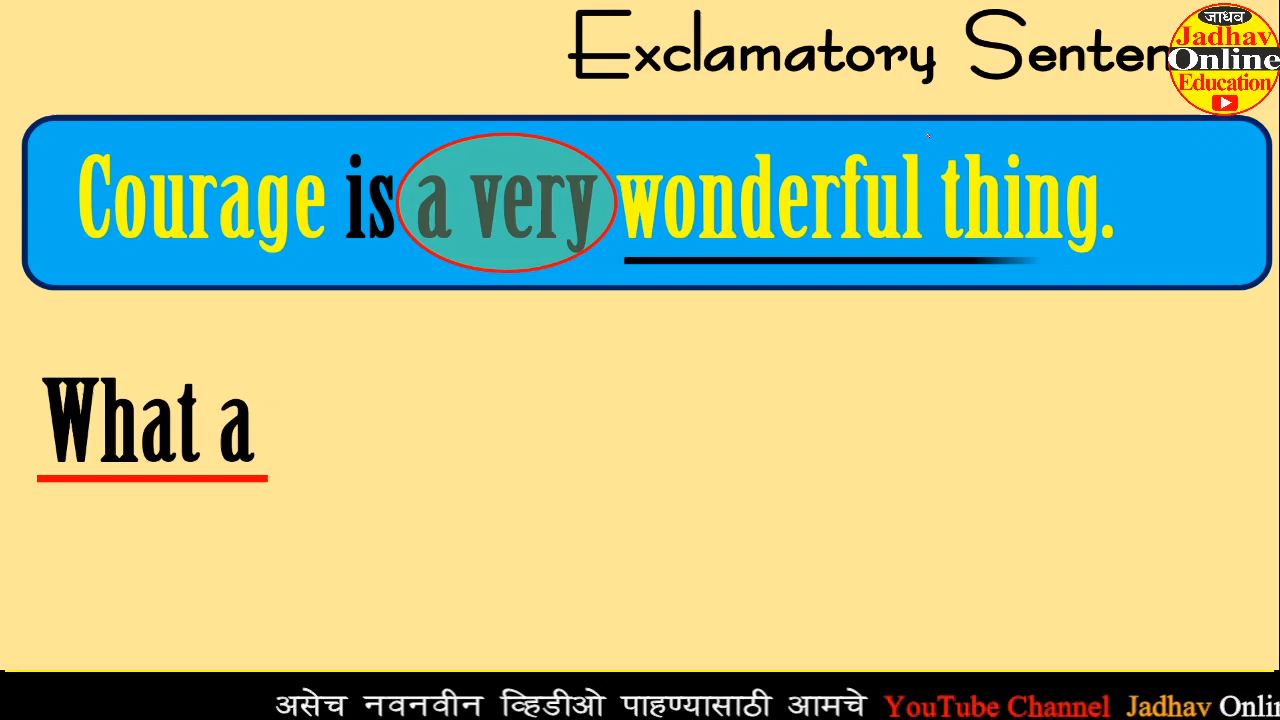 Exclamatory Senten
जाधव
Jadhav
Online
Education
Courage is a very wonderful thing.
What a
असेच नवनवीन व्हिडीओ पाहण्यासाठी आमचे YouTube Channel Jadhav Onli